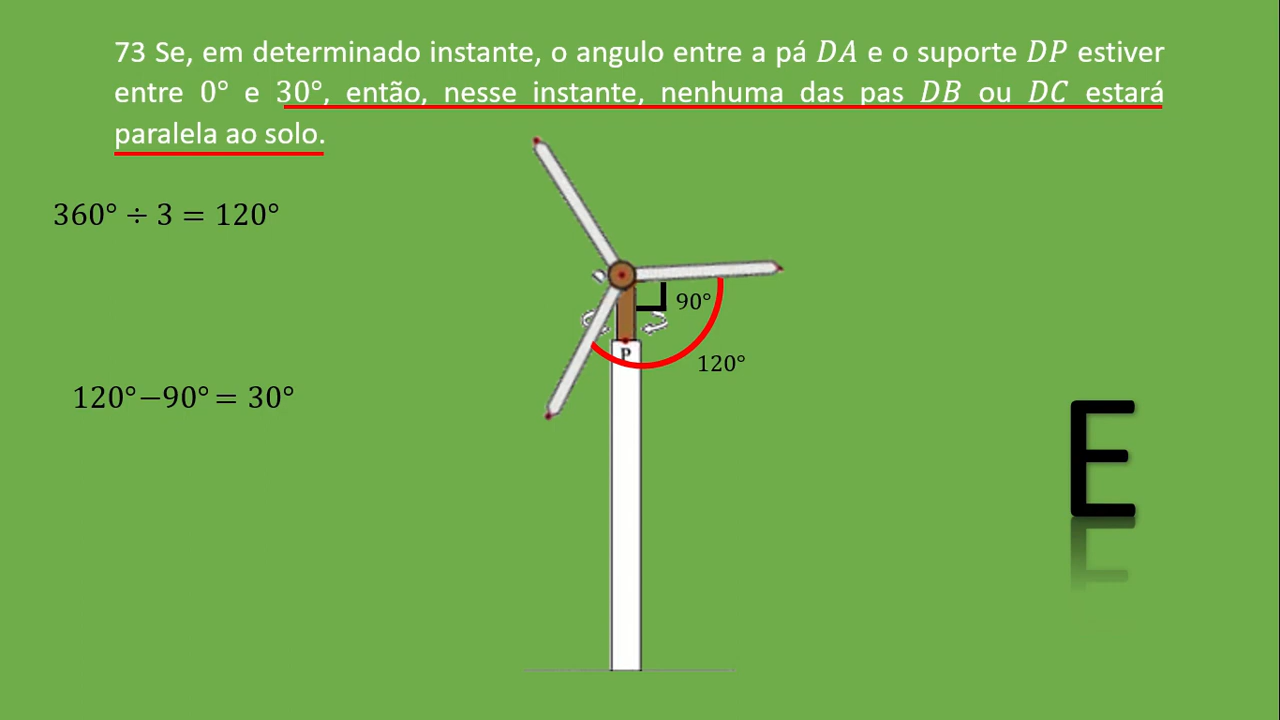 73 Se, em determinado instante, o angulo entre a pá DA e o suporte DP estiver
entre 0° e 30°, então, nesse instante, nenhuma das pas DB ou DC estará
paralela ao solo.
360° ÷ 3 = 120°
D
90°
P
120°
120°−90° = 30°
E